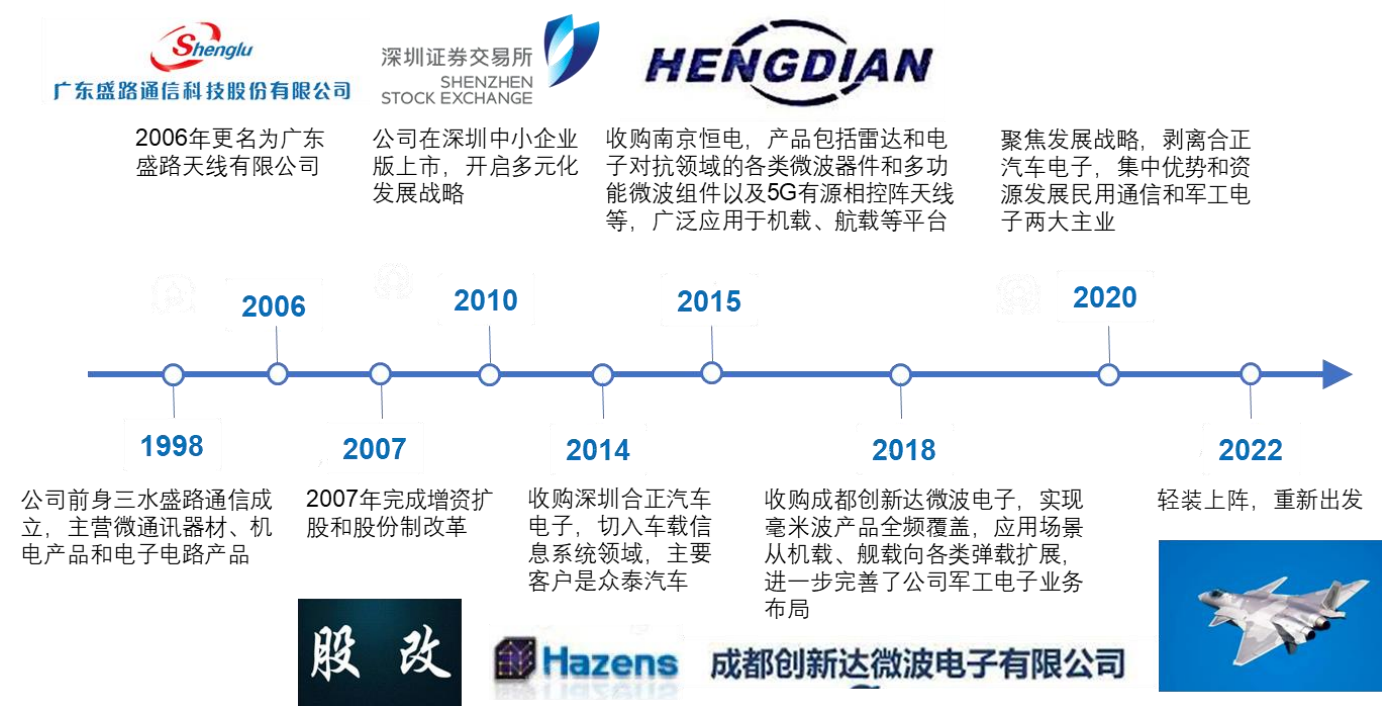 Shenglu
广东盛路通信科技股份有限公司
深圳证券交易所
SHENZHEN
STOCK EXCHANGE
HENGDIAN
2006年更名为广东
盛路天线有限公司
公司在深圳中小企业
版上市，开启多元化
发展战略
收购南京恒电，产品包括雷达和电
子对抗领域的各类微波器件和多功
能微波组件以及5G有源相控阵天线
等，广泛应用于机载、航载等平台
聚焦发展战略，剥离合正
汽车电子，集中优势和资
源发展民用通信和军工电
子两大主业
2006
2010
2015
2020
1998
2007
2014
2018
2022
公司前身三水盛路通信成
立，主营微通讯器材、机
电产品和电子电路产品
2007年完成增资扩
股和股份制改革
收购深圳合正汽车
电子，切入车载信
息系统领域，主要
客户是众泰汽车
收购成都创新达微波电子，实现
毫米波产品全频覆盖，应用场景
从机载、舰载向各类弹载扩展，
进一步完善了公司军工电子业务
布局
轻装上阵，重新出发
股 改
Hazens
成都创新达微波电子有限公司